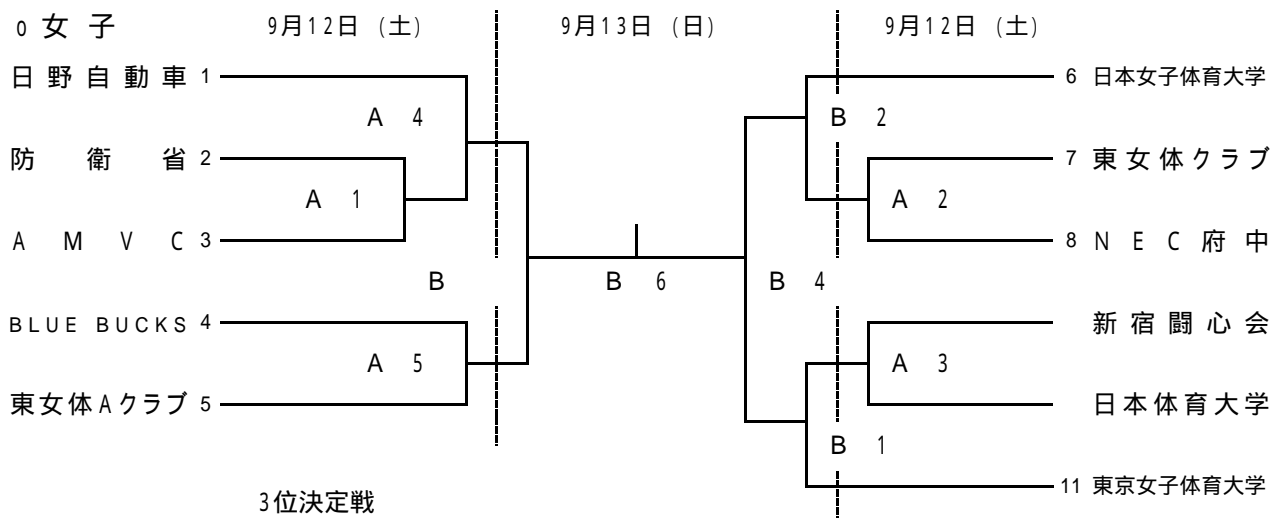 0 女 子 9月12日 (土) 9月13日 (日) 9月12日 (土)
日 野 自 動 車 1 6 日本女子体育大学
A 4 B 2
防 衛 省 2 7 東 女 体 ク ラ ブ
A 1 A 2
A M V C 3 8 N E C 府 中
B B 6 B 4
BLUE BUCKS 4 新 宿 闘 心 会
A 5 A 3
東女体Aクラブ 5 日本体育大学
B 1
11 東京女子体育大学
3位決定戦